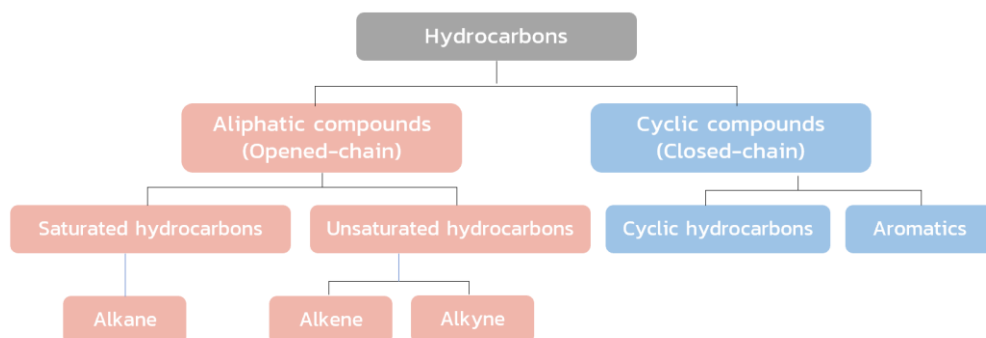 Hydrocarbons
Aliphatic compounds
(Opened-chain)
Cyclic compounds
(Closed-chain)
Saturated hydrocarbons
Unsaturated hydrocarbons
Cyclic hydrocarbons
Aromatics
Alkane
Alkene
Alkyne